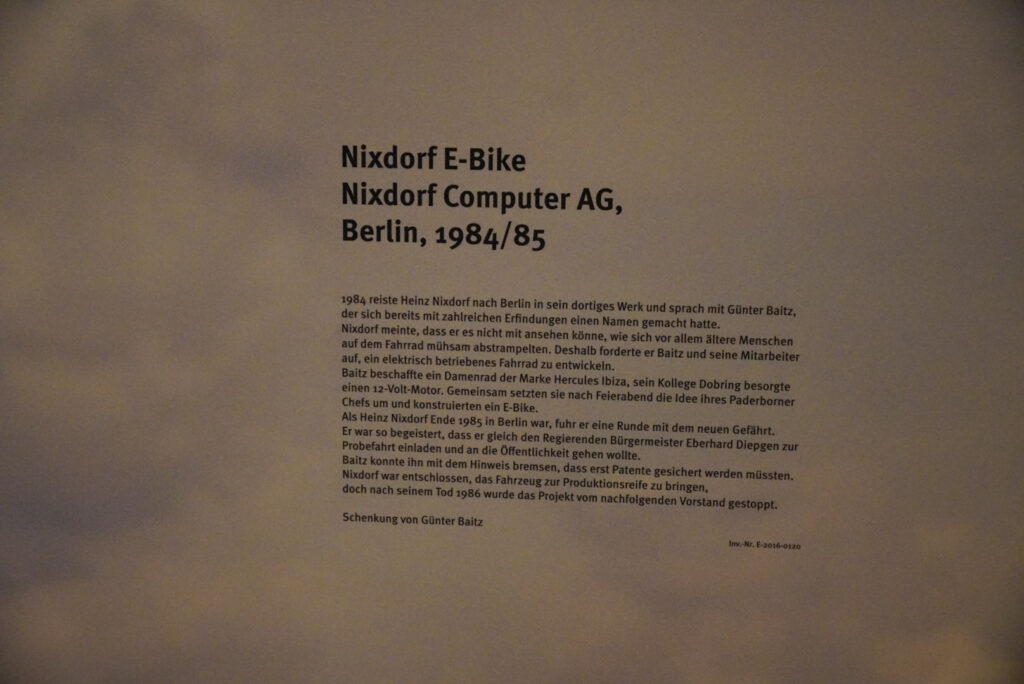 Nixdorf E-Bike
Nixdorf Computer AG,
Berlin, 1984/85
1984 reiste Heinz Nixdorf nach Berlin in sein dortiges Werk und sprach mit Günter Baitz,
der sich bereits mit zahlreichen Erfindungen einen Namen gemacht hatte.
Nixdorf meinte, dass er es nicht mit ansehen könne, wie sich vor allem ältere Menschen
auf dem Fahrrad mühsam abstrampelten. Deshalb forderte er Baitz und seine Mitarbeiter
auf, ein elektrisch betriebenes Fahrrad zu entwickeln.
Baitz beschaffte ein Damenrad der Marke Hercules Ibiza, sein Kollege Dobring besorgte
einen 12-Volt-Motor. Gemeinsam setzten sie nach Feierabend die Idee ihres Paderborner
Chefs um und konstruierten ein E-Bike.
Als Heinz Nixdorf Ende 1985 in Berlin war, fuhr er eine Runde mit dem neuen Gefährt.
Er war so begeistert, dass er gleich den Regierenden Bürgermeister Eberhard Diepgen zur
Probefahrt einladen und an die Öffentlichkeit gehen wollte.
Baitz konnte ihn mit dem Hinweis bremsen, dass erst Patente gesichert werden müssten.
Nixdorf war entschlossen, das Fahrzeug zur Produktionsreife zu bringen,
doch nach seinem Tod 1986 wurde das Projekt vom nachfolgenden Vorstand gestoppt.
Schenkung von Günter Baitz
Inv.-Nr. E-2016-0120